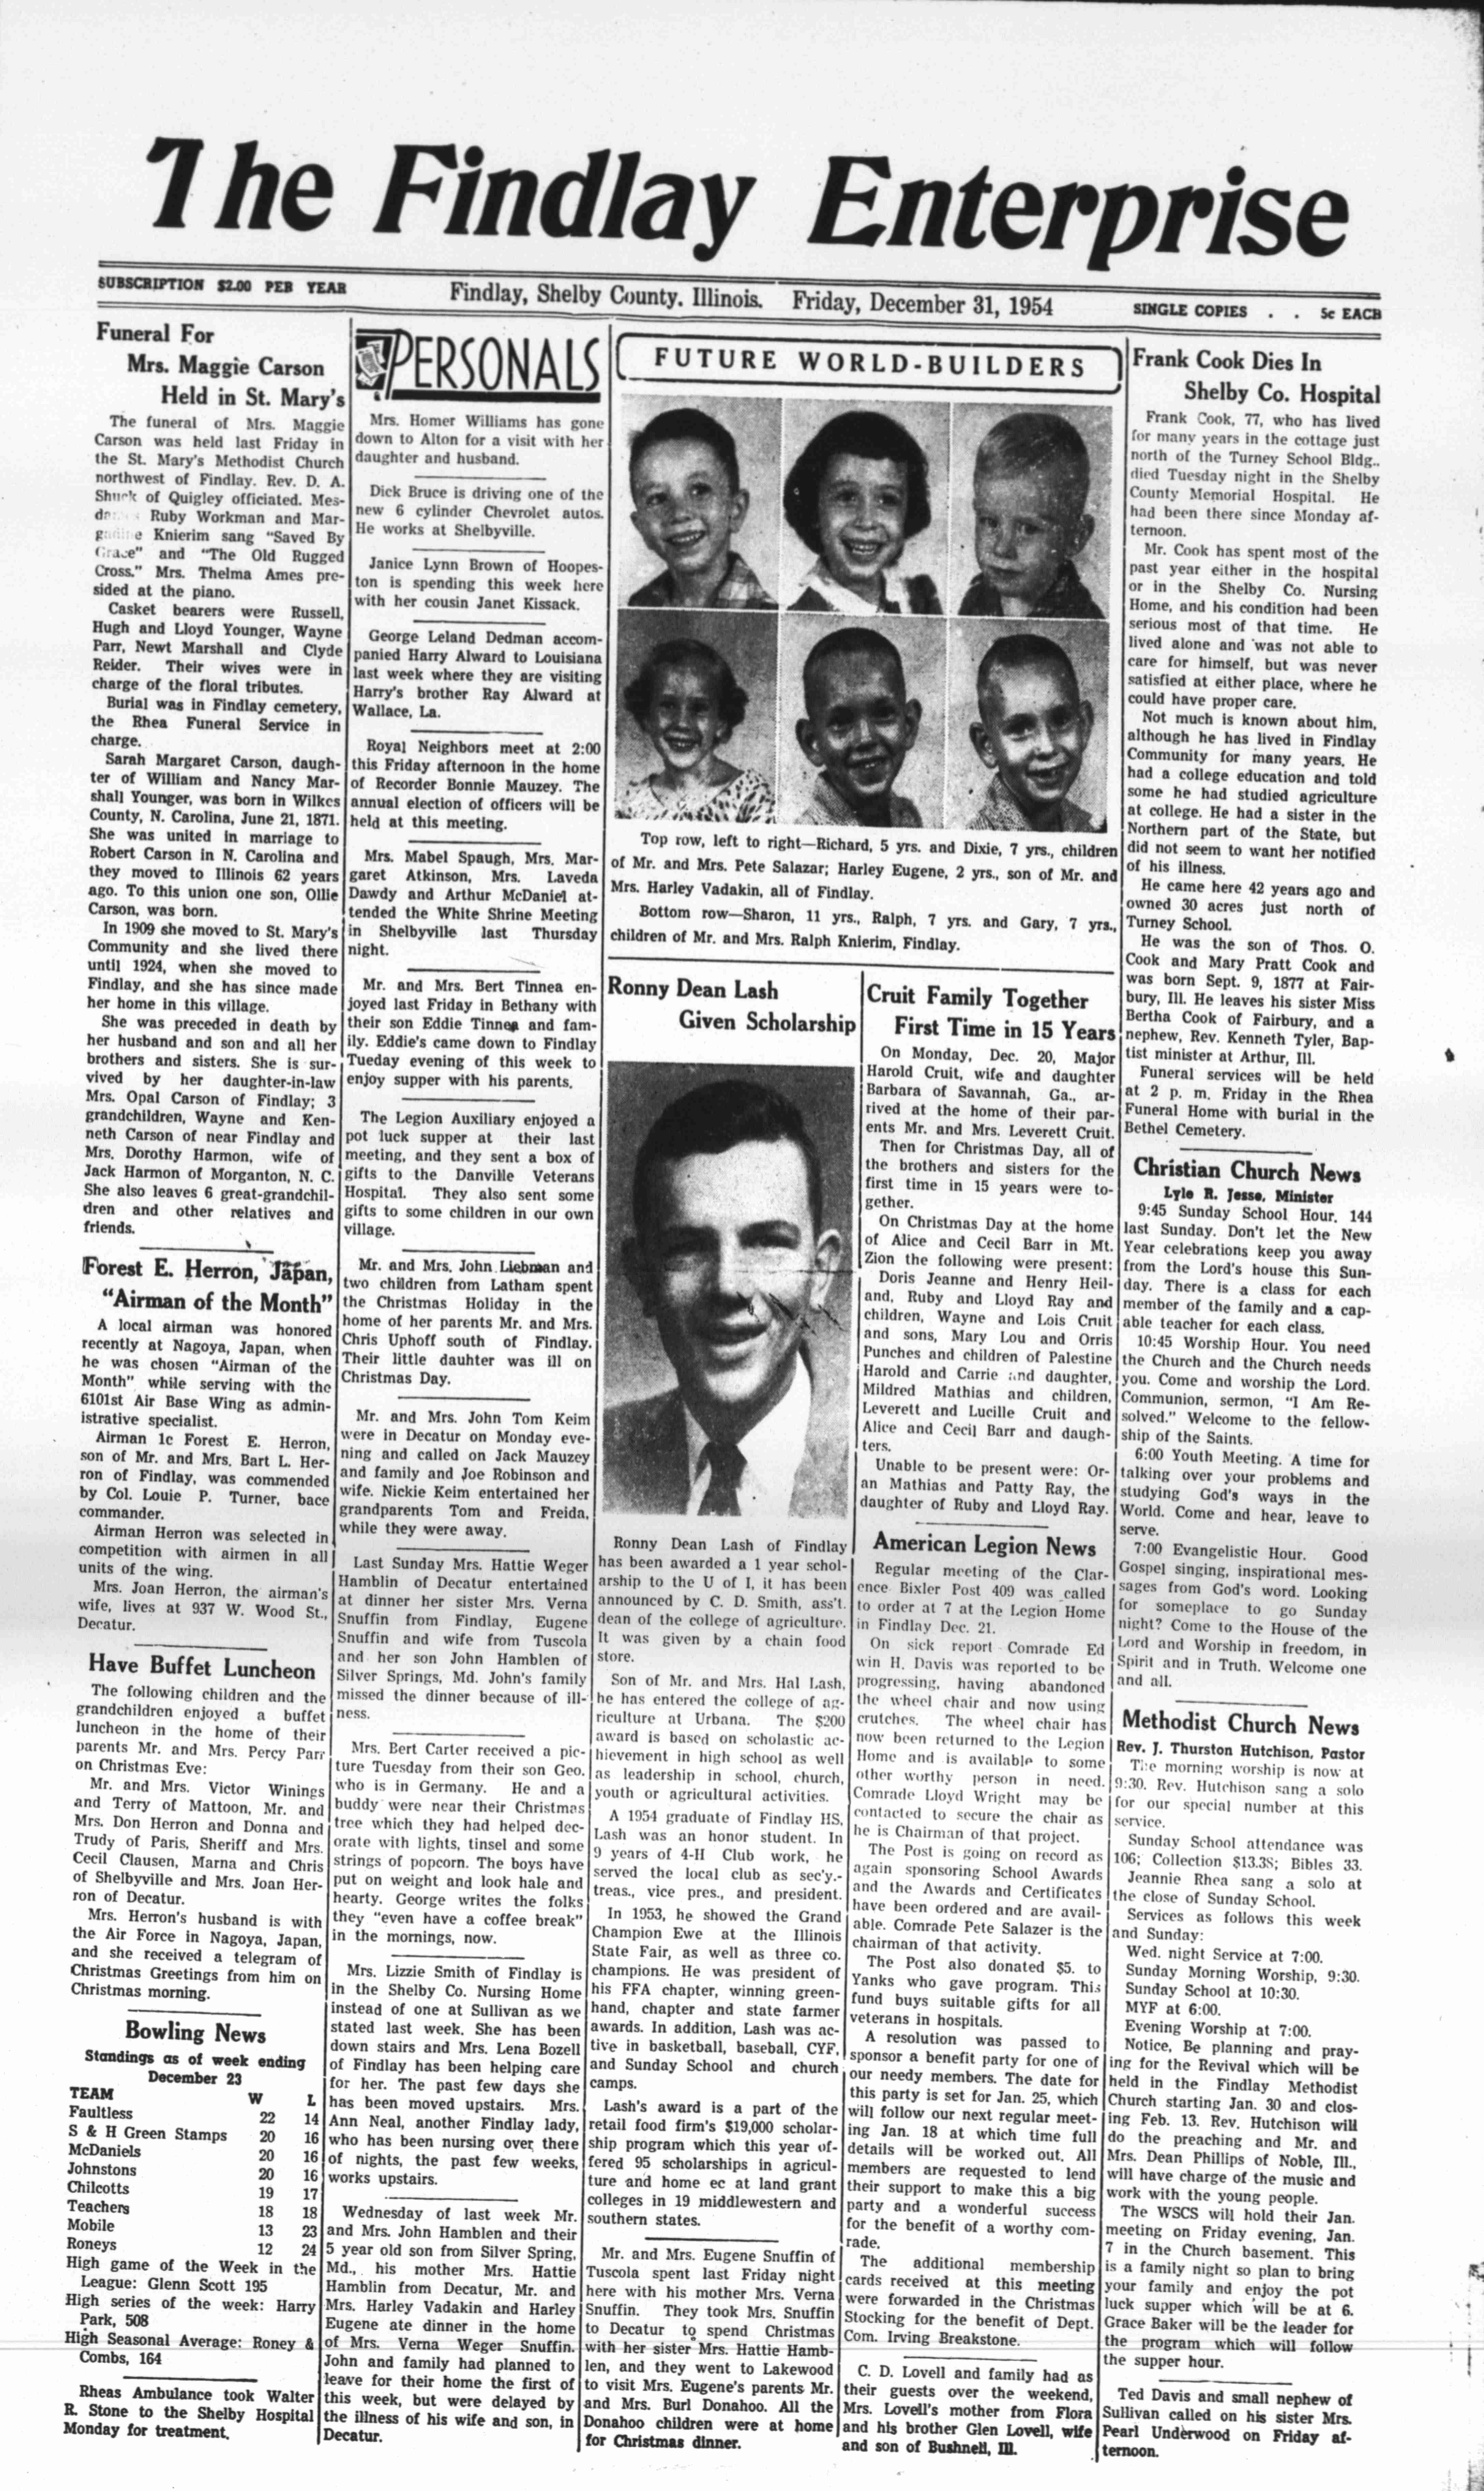 The Findlay Enterprise
SUBSCRIPTION $2.00 PER YEAR
Findlay, Shelby County, Illinois. Friday, December 31, 1954
SINGLE COPIES . . 5c EACH
Funeral For
Mrs. Maggie Carson
Held in St. Mary's
The funeral of Mrs. Maggie
Carson was held last Friday in
the St. Mary's Methodist Church
northwest of Findlay. Rev. D. A.
Shuck of Quigley officiated. Mes-
Ruby Workman and Mar-
Knierim sang "Saved By
Grace" and "The Old Rugged
Cross." Mrs. Thelma Ames pre-
sided at the piano.
Casket bearers were Russell,
Hugh and Lloyd Younger, Wayne
Parr, Newt Marshall and Clyde
Reider. Their wives were in
charge of the floral tributes.
Burial was in Findlay cemetery,
the Rhea Funeral Service in
charge.
Sarah Margaret Carson, daugh-
ter of William and Nancy Mar-
shall Younger, was born in Wilkes
County, N. Carolina, June 21, 1871.
She was united in marriage to
Robert Carson in N. Carolina and
they moved to Illinois 62 years
ago. To this union one son, Ollie
Carson, was born.
In 1909 she moved to St. Mary's
Community and she lived there
until 1924, when she moved to
Findlay, and she has since made
her home in this village.
She was preceded in death by
her husband and son and all her
brothers and sisters. She is sur-
vived by her daughter-in-law
Mrs. Opal Carson of Findlay; 3
grandchildren, Wayne and Ken-
neth Carson of near Findlay and
Mrs. Dorothy Harmon, wife of
Jack Harmon of Morganton, N. C.
She also leaves 6 great-grandchil-
dren and other relatives and
friends.
Forest E. Herron, Japan,
"Airman of the Month"
A local airman was honored
recently at Nagoya, Japan, when
he was chosen "Airman of the
Month" while serving with the
6101st Air Base Wing as admin-
istrative specialist.
Airman 1c Forest E. Herron,
son of Mr. and Mrs. Bart L. Her-
ron of Findlay, was commended
by Col. Louie P. Turner, bace
commander.
Airman Herron was selected in
competition with airmen in all
units of the wing.
Mrs. Joan Herron, the airman's
wife, lives at 937 W. Wood St.,
Decatur.
Have Buffet Luncheon
The following children and the
grandchildren enjoyed a buffet
luncheon in the home of their
parents Mr. and Mrs. Percy Parr
on Christmas Eve:
Mr. and Mrs. Victor Winings
and Terry of Mattoon, Mr. and
Mrs. Don Herron and Donna and
Trudy of Paris, Sheriff and Mrs.
Cecil Clausen, Marna and Chris
of Shelbyville and Mrs. Joan Her-
ron of Decatur.
Mrs. Herron's husband is with
the Air Force in Nagoya, Japan,
and she received a telegram of
Christmas Greetings from him on
Christmas morning.
Bowling News
Standings as of week ending
December 23
TEAM W L
Faultless 22 14
S & H Green Stamps 20 16
McDaniels 20 16
Johnstons 20 16
Chilcotts 19 17
Teachers 18 18
Mobile 13 23
Roneys 12 24
High game of the Week in the
League: Glenn Scott 195
High series of the week: Harry
Park, 508
High Seasonal Average: Roney &
Combs, 164
Rheas Ambulance took Walter
R. Stone to the Shelby Hospital
Monday for treatment.
PERSONALS
Mrs. Homer Williams has gone
down to Alton for a visit with her
daughter and husband.
Dick Bruce is driving one of the
new 6 cylinder Chevrolet autos.
He works at Shelbyville.
Janice Lynn Brown of Hoopes-
ton is spending this week here
with her cousin Janet Kissack.
George Leland Dedman accom-
panied Harry Alward to Louisiana
last week where they are visiting
Harry's brother Ray Alward at
Wallace, La.
Royal Neighbors meet at 2:00
this Friday afternoon in the home
of Recorder Bonnie Mauzey. The
annual election of officers will be
held at this meeting.
Mrs. Mabel Spaugh, Mrs. Mar-
garet Atkinson, Mrs. Laveda
Dawdy and Arthur McDaniel at-
tended the White Shrine Meeting
in Shelbyville last Thursday
night.
Mr. and Mrs. Bert Tinnea en-
joyed last Friday in Bethany with
their son Eddie Tinnea and fam-
ily. Eddie's came down to Findlay
Tueday evening of this week to
enjoy supper with his parents.
The Legion Auxiliary enjoyed a
pot luck supper at their last
meeting, and they sent a box of
gifts to the Danville Veterans
Hospital. They also sent some
gifts to some children in our own
village.
Mr. and Mrs. John Liebman and
two children from Latham spent
the Christmas Holiday in the
home of her parents Mr. and Mrs.
Chris Uphoff south of Findlay.
Their little dauhter was ill on
Christmas Day.
Mr. and Mrs. John Tom Keim
were in Decatur on Monday eve-
ning and called on Jack Mauzey
and family and Joe Robinson and
wife. Nickie Keim entertained her
grandparents Tom and Freida,
while they were away.
Last Sunday Mrs. Hattie Weger
Hamblin of Decatur entertained
at dinner her sister Mrs. Verna
Snuffin from Findlay, Eugene
Snuffin and wife from Tuscola
and her son John Hamblen of
Silver Springs, Md. John's family
missed the dinner because of ill-
ness.
Mrs. Bert Carter received a pic-
ture Tuesday from their son Geo.
who is in Germany. He and a
buddy were near their Christmas
tree which they had helped dec-
orate with lights, tinsel and some
strings of popcorn. The boys have
put on weight and look hale and
hearty. George writes the folks
they "even have a coffee break"
in the mornings, now.
Mrs. Lizzie Smith of Findlay is
in the Shelby Co. Nursing Home
instead of one at Sullivan as we
stated last week. She has been
down stairs and Mrs. Lena Bozell
of Findlay has been helping care
for her. The past few days she
has been moved upstairs. Mrs.
Ann Neal, another Findlay lady,
who has been nursing over there
of nights, the past few weeks,
works upstairs.
Wednesday of last week Mr.
and Mrs. John Hamblen and their
5 year old son from Silver Spring,
Md., his mother Mrs. Hattie
Hamblin from Decatur, Mr. and
Mrs. Harley Vadakin and Harley
Eugene ate dinner in the home
of Mrs. Verna Weger Snuffin.
John and family had planned to
leave for their home the first of
this week, but were delayed by
the illness of his wife and son, in
Decatur.
FUTURE WORLD-BUILDERS
Top row, left to right—Richard, 5 yrs. and Dixie, 7 yrs., children
of Mr. and Mrs. Pete Salazar; Harley Eugene, 2 yrs., son of Mr. and
Mrs. Harley Vadakin, all of Findlay.
Bottom row—Sharon, 11 yrs., Ralph, 7 yrs. and Gary, 7 yrs.,
children of Mr. and Mrs. Ralph Knierim, Findlay.
Ronny Dean Lash
Given Scholarship
Ronny Dean Lash of Findlay
has been awarded a 1 year schol-
arship to the U of I, it has been
announced by C. D. Smith, ass't.
dean of the college of agriculture.
It was given by a chain food
store.
Son of Mr. and Mrs. Hal Lash,
he has entered the college of ag-
riculture at Urbana. The $200
award is based on scholastic ac-
hievement in high school as well
as leadership in school, church,
youth or agricultural activities.
A 1954 graduate of Findlay HS,
Lash was an honor student. In
9 years of 4-H Club work, he
served the local club as sec'y.-
treas., vice pres., and president.
In 1953, he showed the Grand
Champion Ewe at the Illinois
State Fair, as well as three co.
champions. He was president of
his FFA chapter, winning green-
hand, chapter and state farmer
awards. In addition, Lash was ac-
tive in basketball, baseball, CYF,
and Sunday School and church
camps.
Lash's award is a part of the
retail food firm's $19,000 scholar-
ship program which this year of-
fered 95 scholarships in agricul-
ture and home ec at land grant
colleges in 19 middlewestern and
southern states.
Mr. and Mrs. Eugene Snuffin of
Tuscola spent last Friday night
here with his mother Mrs. Verna
Snuffin. They took Mrs. Snuffin
to Decatur to spend Christmas
with her sister Mrs. Hattie Hamb-
len, and they went to Lakewood
to visit Mrs. Eugene's parents Mr.
and Mrs. Burl Donahoo. All the
Donahoo children were at home
for Christmas dinner.
Cruit Family Together
First Time in 15 Years
On Monday, Dec. 20, Major
Harold Cruit, wife and daughter
Barbara of Savannah, Ga., ar-
rived at the home of their par-
ents Mr. and Mrs. Leverett Cruit.
Then for Christmas Day, all of
the brothers and sisters for the
first time in 15 years were to-
gether.
On Christmas Day at the home
of Alice and Cecil Barr in Mt.
Zion the following were present:
Doris Jeanne and Henry Heil-
and, Ruby and Lloyd Ray and
children, Wayne and Lois Cruit
and sons, Mary Lou and Orris
Punches and children of Palestine
Harold and Carrie and daughter,
Mildred Mathias and children,
Leverett and Lucille Cruit and
Alice and Cecil Barr and daugh-
ters.
Unable to be present were: Or-
an Mathias and Patty Ray, the
daughter of Ruby and Lloyd Ray.
American Legion News
Regular meeting of the Clar-
ence Bixler Post 409 was called
to order at 7 at the Legion Home
in Findlay Dec. 21.
On sick report Comrade Ed
win H. Davis was reported to be
progressing, having abandoned
the wheel chair and now using
crutches. The wheel chair has
now been returned to the Legion
Home and is available to some
other worthy person in need.
Comrade Lloyd Wright may be
contacted to secure the chair as
he is Chairman of that project.
The Post is going on record as
again sponsoring School Awards
and the Awards and Certificates
have been ordered and are avail-
able. Comrade Pete Salazer is the
chairman of that activity.
The Post also donated $5. to
Yanks who gave program. This
fund buys suitable gifts for all
veterans in hospitals.
A resolution was passed to
sponsor a benefit party for one of
our needy members. The date for
this party is set for Jan. 25, which
will follow our next regular meet-
ing Jan. 18 at which time full
details will be worked out. All
members are requested to lend
their support to make this a big
party and a wonderful success
for the benefit of a worthy com-
rade.
The additional membership
cards received at this meeting
were forwarded in the Christmas
Stocking for the benefit of Dept.
Com. Irving Breakstone.
C. D. Lovell and family had as
their guests over the weekend,
Mrs. Lovell's mother from Flora
and his brother Glen Lovell, wife
and son of Bushnell, Ill.
Frank Cook Dies In
Shelby Co. Hospital
Frank Cook, 77, who has lived
for many years in the cottage just
north of the Turney School Bldg.,
died Tuesday night in the Shelby
County Memorial Hospital. He
had been there since Monday af-
ternoon.
Mr. Cook has spent most of the
past year either in the hospital
or in the Shelby Co. Nursing
Home, and his condition had been
serious most of that time. He
lived alone and was not able to
care for himself, but was never
satisfied at either place, where he
could have proper care.
Not much is known about him,
although he has lived in Findlay
Community for many years. He
had a college education and told
some he had studied agriculture
at college. He had a sister in the
Northern part of the State, but
did not seem to want her notified
of his illness.
He came here 42 years ago and
owned 30 acres just north of
Turney School.
He was the son of Thos. O.
Cook and Mary Pratt Cook and
was born Sept. 9, 1877 at Fair-
bury, Ill. He leaves his sister Miss
Bertha Cook of Fairbury, and a
nephew, Rev. Kenneth Tyler, Bap-
tist minister at Arthur, Ill.
Funeral services will be held
at 2 p. m. Friday in the Rhea
Funeral Home with burial in the
Bethel Cemetery.
Christian Church News
Lyle R. Jesse, Minister
9:45 Sunday School Hour. 144
last Sunday. Don't let the New
Year celebrations keep you away
from the Lord's house this Sun-
day. There is a class for each
member of the family and a cap-
able teacher for each class.
10:45 Worship Hour. You need
the Church and the Church needs
you. Come and worship the Lord.
Communion, sermon, "I Am Re-
solved." Welcome to the fellow-
ship of the Saints.
6:00 Youth Meeting. A time for
talking over your problems and
studying God's ways in the
World. Come and hear, leave to
serve.
7:00 Evangelistic Hour. Good
Gospel singing, inspirational mes-
sages from God's word. Looking
for someplace to go Sunday
night? Come to the House of the
Lord and Worship in freedom, in
Spirit and in Truth. Welcome one
and all.
Methodist Church News
Rev. J. Thurston Hutchison, Pastor
The morning worship is now at
9:30. Rev. Hutchison sang a solo
for our special number at this
service.
Sunday School attendance was
106; Collection $13.38; Bibles 33.
Jeannie Rhea sang a solo at
the close of Sunday School.
Services as follows this week
and Sunday:
Wed. night Service at 7:00.
Sunday Morning Worship, 9:30.
Sunday School at 10:30.
MYF at 6:00.
Evening Worship at 7:00.
Notice, Be planning and pray-
ing for the Revival which will be
held in the Findlay Methodist
Church starting Jan. 30 and clos-
ing Feb. 13. Rev. Hutchison will
do the preaching and Mr. and
Mrs. Dean Phillips of Noble, Ill.,
will have charge of the music and
work with the young people.
The WSCS will hold their Jan.
meeting on Friday evening, Jan.
7 in the Church basement. This
is a family night so plan to bring
your family and enjoy the pot
luck supper which will be at 6.
Grace Baker will be the leader for
the program which will follow
the supper hour.
Ted Davis and small nephew of
Sullivan called on his sister Mrs.
Pearl Underwood on Friday af-
ternoon.